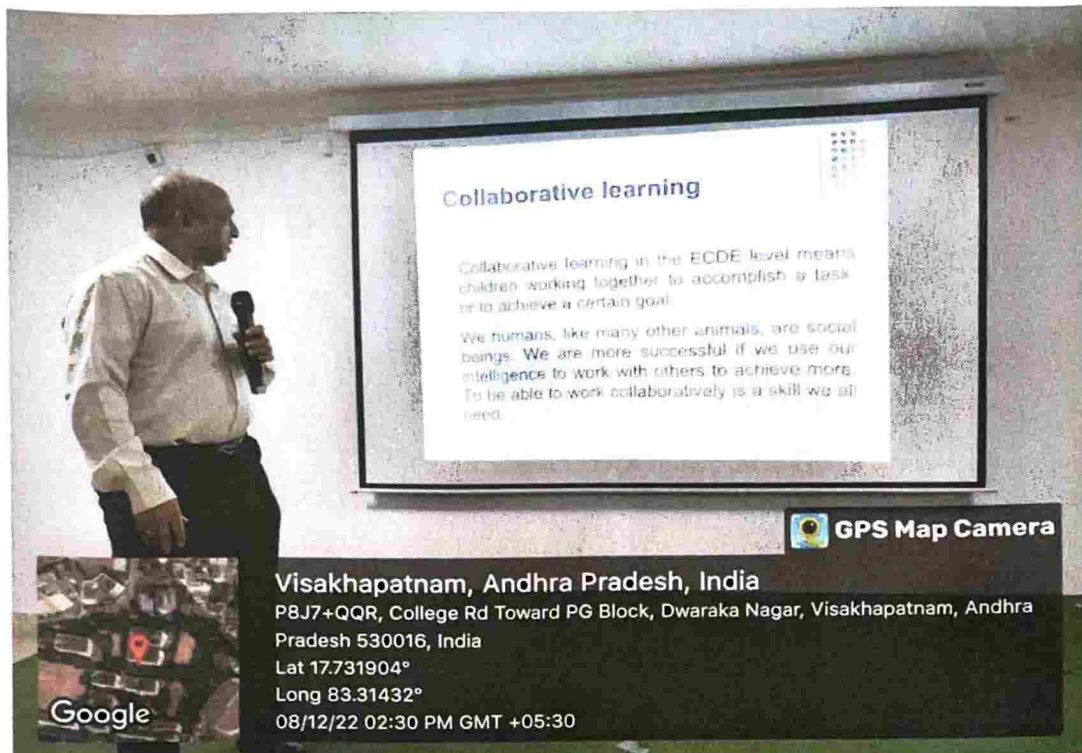 Collaborative learning
Collaborative learning in the ECDE level means
children working together to accomplish a task
or to achieve a certain goal.
We humans, like many other animals, are social
beings. We are more successful if we use our
intelligence to work with others to achieve more.
To be able to work collaboratively is a skill we all
need.
GPS Map Camera
Visakhapatnam, Andhra Pradesh, India
P8J7+QQR, College Rd Toward PG Block, Dwaraka Nagar, Visakhapatnam, Andhra
Pradesh 530016, India
Lat 17.731904°
Long 83.31432°
08/12/22 02:30 PM GMT +05:30
Google